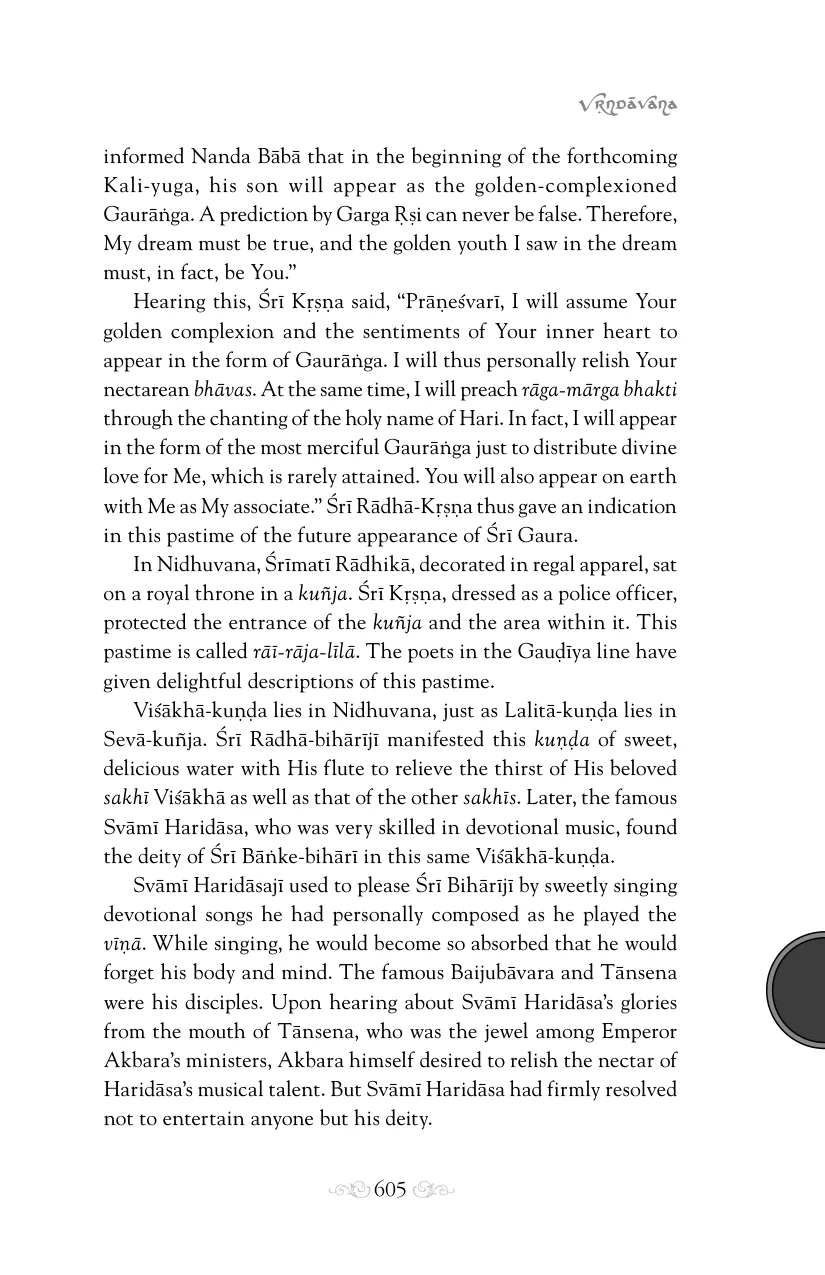 Vṛndāvana
informed Nanda Bābā that in the beginning of the forthcoming
Kali-yuga, his son will appear as the golden-complexioned
Gaurāṅga. A prediction by Garga Ṛṣi can never be false. Therefore,
My dream must be true, and the golden youth I saw in the dream
must, in fact, be You.”
Hearing this, Śrī Kṛṣṇa said, “Prāṇeśvarī, I will assume Your
golden complexion and the sentiments of Your inner heart to
appear in the form of Gaurāṅga. I will thus personally relish Your
nectarean bhāvas. At the same time, I will preach rāga-mārga bhakti
through the chanting of the holy name of Hari. In fact, I will appear
in the form of the most merciful Gaurāṅga just to distribute divine
love for Me, which is rarely attained. You will also appear on earth
with Me as My associate.” Śrī Rādhā-Kṛṣṇa thus gave an indication
in this pastime of the future appearance of Śrī Gaura.
In Nidhuvana, Śrīmatī Rādhikā, decorated in regal apparel, sat
on a royal throne in a kuñja. Śrī Kṛṣṇa, dressed as a police officer,
protected the entrance of the kuñja and the area within it. This
pastime is called rāī-rāja-līlā. The poets in the Gauḍīya line have
given delightful descriptions of this pastime.
Viśākhā-kuṇḍa lies in Nidhuvana, just as Lalitā-kuṇḍa lies in
Sevā-kuñja. Śrī Rādhā-bihārījī manifested this kuṇḍa of sweet,
delicious water with His flute to relieve the thirst of His beloved
sakhī Viśākhā as well as that of the other sakhīs. Later, the famous
Svāmī Haridāsa, who was very skilled in devotional music, found
the deity of Śrī Bāṅke-bihārī in this same Viśākhā-kuṇḍa.
Svāmī Haridāsajī used to please Śrī Bihārījī by sweetly singing
devotional songs he had personally composed as he played the
vīṇā. While singing, he would become so absorbed that he would
forget his body and mind. The famous Baijubāvara and Tānsena
were his disciples. Upon hearing about Svāmī Haridāsa’s glories
from the mouth of Tānsena, who was the jewel among Emperor
Akbara’s ministers, Akbara himself desired to relish the nectar of
Haridāsa’s musical talent. But Svāmī Haridāsa had firmly resolved
not to entertain anyone but his deity.
605